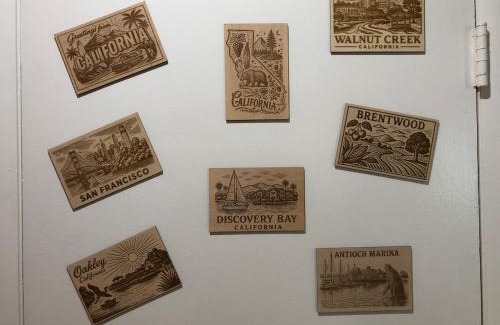 Greetings from
CALIFORNIA
CALIFORNIA
WALNUT CREEK
CALIFORNIA
SAN FRANCISCO
BRENTWOOD
DISCOVERY BAY
CALIFORNIA
Oakley
California
ANTIOCH MARINA